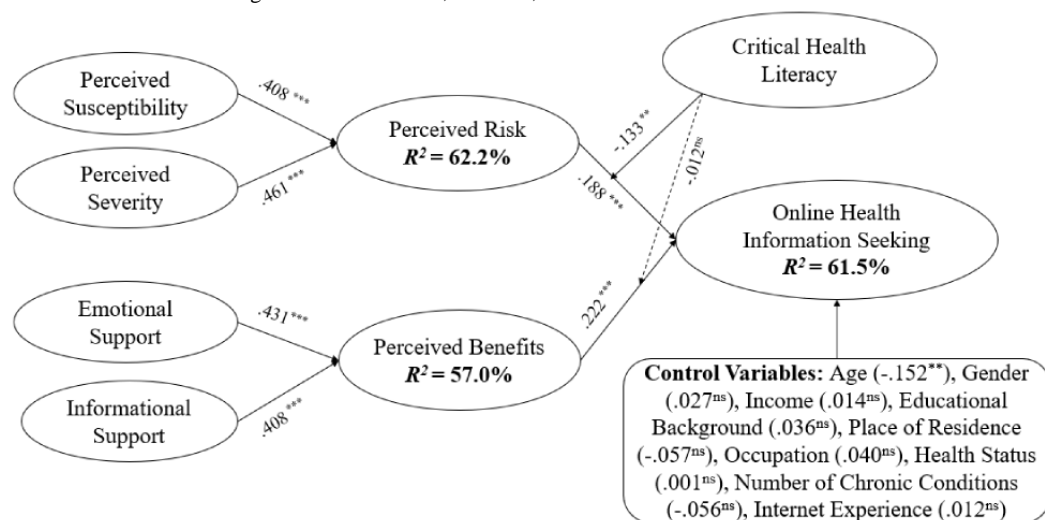 Critical Health
Literacy
Perceived
Susceptibility
.408 ***
Perceived Risk
R² = 62.2%
-.133 **
-.012ns
Perceived
Severity
.461 ***
.188 ***
Online Health
Information Seeking
R² = 61.5%
Emotional
Support
.431 ***
Perceived Benefits
R² = 57.0%
.222 ***
Informational
Support
.408 ***
Control Variables: Age (-.152**), Gender
(.027ns), Income (.014ns), Educational
Background (.036ns), Place of Residence
(-.057ns), Occupation (.040ns), Health Status
(.001ns), Number of Chronic Conditions
(-.056ns), Internet Experience (.012ns)